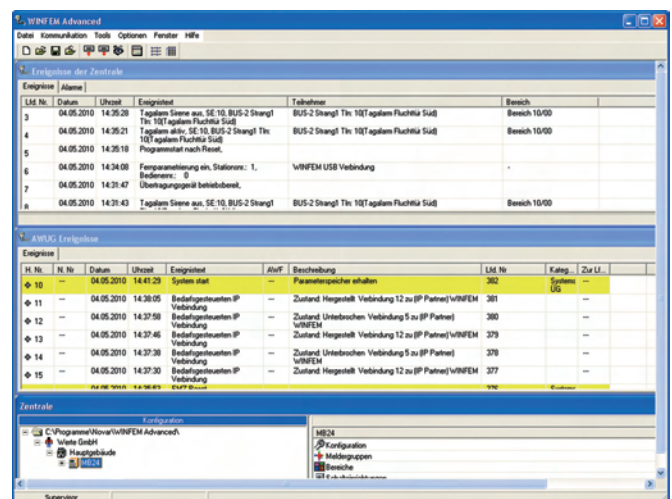 WINFEM Advanced
Datei Kommunikation Tools Optionen Fenster Hilfe
Ereignisse der Zentrale
Ereignisse Alarme
Lfd. Nr. Datum Uhrzeit Ereignistext Teilnehmer Bereich
3 04.05.2010 14:35:28 Tagalarm Sirene aus, SE:10, BUS-2 Strang1 BUS-2 Strang1 Tln: 10(Tagalarm Fluchttür Süd) Bereich 10/00
Tln: 10(Tagalarm Fluchttür Süd)
4 04.05.2010 14:35:21 Tagalarm aktiv, SE:10, BUS-2 Strang1 Tln: BUS-2 Strang1 Tln: 10(Tagalarm Fluchttür Süd) Bereich 10/00
10(Tagalarm Fluchttür Süd)
5 04.05.2010 14:35:18 Programmstart nach Reset,
6 04.05.2010 14:34:08 Fernparametrierung ein, Stationsnr.: 1, WINFEM USB Verbindung -
Bedienernr.: 0
7 04.05.2010 14:31:47 Übertragungsgerät betriebsbereit,
8 04.05.2010 14:31:43 Tagalarm Sirene aus, SE:10, BUS-2 Strang1 BUS-2 Strang1 Tln: 10(Tagalarm Fluchttür Süd) Bereich 10/00
AWUG Ereignisse
Ereignisse
H. Nr. N. Nr Datum Uhrzeit Ereignistext AWF Beschreibung Lfd. Nr Kateg... Zur Lf...
10 --- 04.05.2010 14:41:29 System start --- Parameterspeicher erhalten 382 Systems ---
ÜG
11 --- 04.05.2010 14:38:05 Bedarfsgesteuerten IP --- Zustand: Hergestellt Verbindung 12 zu (IP Partner) WINFEM 381 ---
Verbindung
12 --- 04.05.2010 14:37:58 Bedarfsgesteuerten IP --- Zustand: Unterbrochen Verbindung 5 zu (IP Partner) 380 ---
Verbindung WINFEM
13 --- 04.05.2010 14:37:46 Bedarfsgesteuerten IP --- Zustand: Hergestellt Verbindung 12 zu (IP Partner) WINFEM 379 ---
Verbindung
14 --- 04.05.2010 14:37:38 Bedarfsgesteuerten IP --- Zustand: Unterbrochen Verbindung 5 zu (IP Partner) 378 ---
Verbindung WINFEM
15 --- 04.05.2010 14:37:30 Bedarfsgesteuerten IP --- Zustand: Hergestellt Verbindung 12 zu (IP Partner) WINFEM 377 ---
Verbindung
04.05.2010 14:35:53 EMZ Reset 376 Systems
Zentrale
Konfiguration
C:\Programme\Novar\WINFEM Advanced\
Werte GmbH
Hauptgebäude
MB24
MB24
Konfiguration
Meldergruppen
Bereiche
Schalteinrichtungen
Supervisor